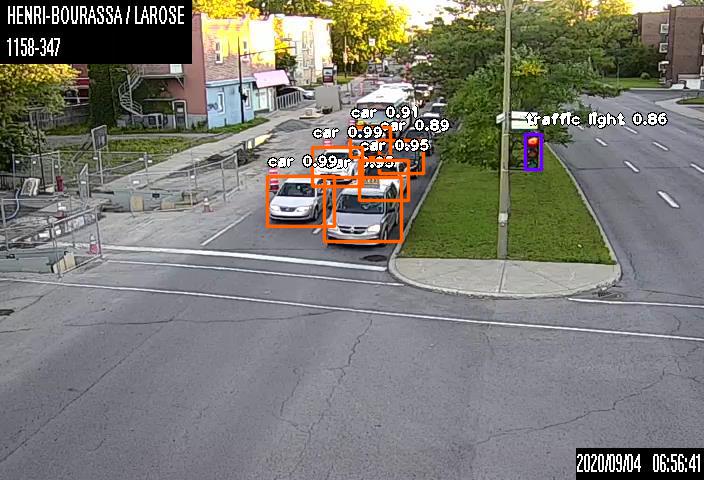 HENRI-BOURASSA / LAROSE
1158-347
car 0.91
car 0.99
car 0.89
traffic light 0.86
car 0.95
car 0.99
2020/09/04 06:56:41